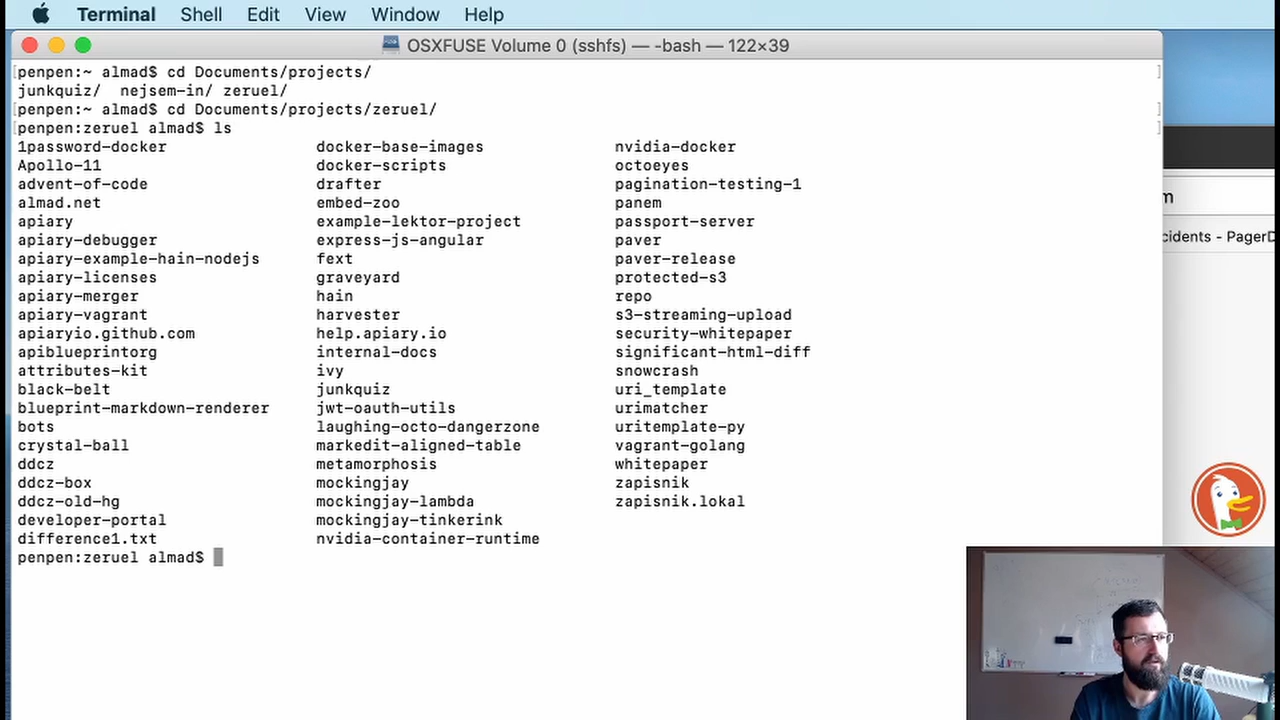 Terminal Shell Edit View Window Help
OSXFUSE Volume 0 (sshfs) — -bash — 122×39
penpen:~ almad$ cd Documents/projects/
junkquiz/ nejsem-in/ zeruel/
penpen:~ almad$ cd Documents/projects/zeruel/
penpen:zeruel almad$ ls
1password-docker docker-base-images nvidia-docker
Apollo-11 docker-scripts octoeyes
advent-of-code drafter pagination-testing-1
almad.net embed-zoo panem
apiary example-lektor-project passport-server
apiary-debugger express-js-angular paver
apiary-example-hain-nodejs fext paver-release
apiary-licenses graveyard protected-s3
apiary-merger hain repo
apiary-vagrant harvester s3-streaming-upload
apiaryio.github.com help.apiary.io security-whitepaper
apiblueprintorg internal-docs significant-html-diff
attributes-kit ivy snowcrash
black-belt junkquiz uri_template
blueprint-markdown-renderer jwt-oauth-utils urimatcher
bots laughing-octo-dangerzone uritemplate-py
crystal-ball markedit-aligned-table vagrant-golang
ddcz metamorphosis whitepaper
ddcz-box mockingjay zapisnik
ddcz-old-hg mockingjay-lambda zapisnik.lokal
developer-portal mockingjay-tinkerink
difference1.txt nvidia-container-runtime
penpen:zeruel almad$
m
cidents - PagerD